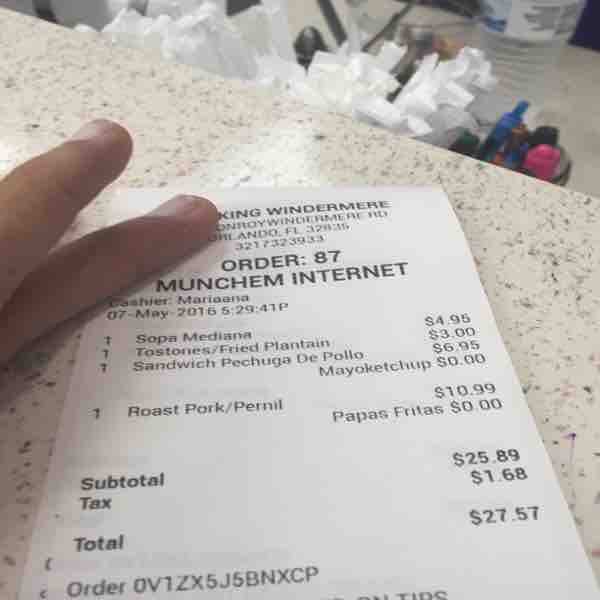 KING WINDERMERE
ONROYWINDERMERE RD
ORLANDO, FL 32835
3217323933
ORDER: 87
MUNCHEM INTERNET
Cashier: Mariaana
07-May-2016 5:29:41P
1 Sopa Mediana $4.95
1 Tostones/Fried Plantain $3.00
1 Sandwich Pechuga De Pollo $6.95
Mayoketchup $0.00
1 Roast Pork/Pernil $10.99
Papas Fritas $0.00
Subtotal $25.89
Tax $1.68
Total $27.57
Order 0V1ZX5J5BNXCP
ON TIPS